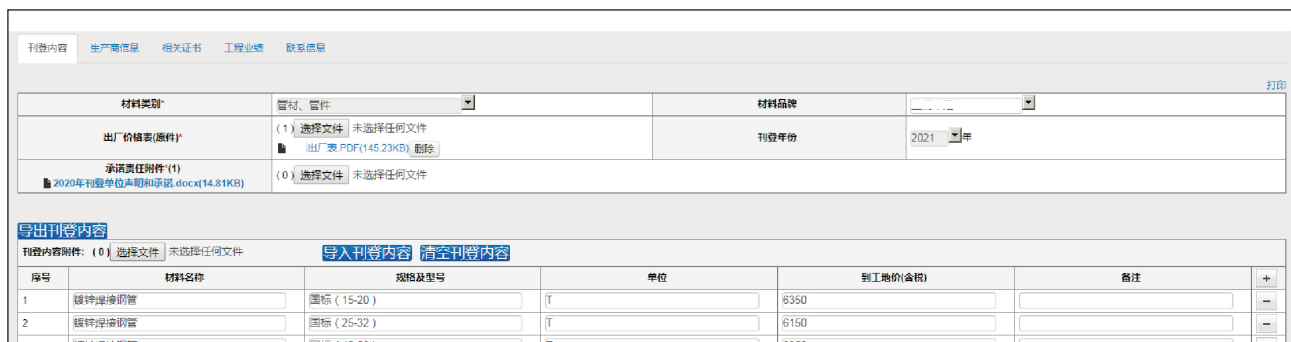 刊登内容 生产商信息 相关证书 工程业绩 联系信息
打印
材料类别* 管材、管件 材料品牌
出厂价格表(原件)* (1) 选择文件 未选择任何文件 刊登年份 2021 年
出厂表.PDF(145.23KB) 删除
承诺责任附件*(1) (0) 选择文件 未选择任何文件
2020年刊登单位声明和承诺.docx(14.81KB)
导出刊登内容
刊登内容附件: (0) 选择文件 未选择任何文件 导入刊登内容 清空刊登内容
序号 材料名称 规格及型号 单位 到工地价(含税) 备注 +
1 镀锌焊接钢管 国标(15-20) T 6350 −
2 镀锌焊接钢管 国标(25-32) T 6150 −